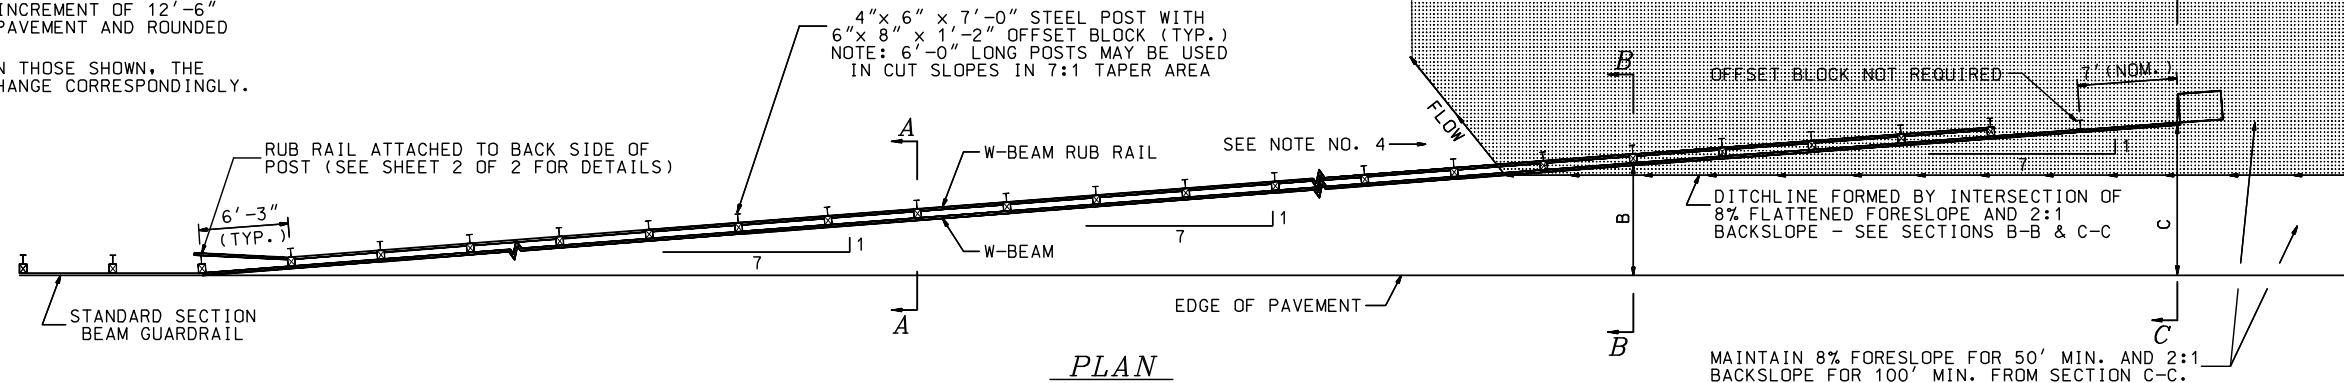 INCREMENT OF 12'-6"
PAVEMENT AND ROUNDED
N THOSE SHOWN, THE
HANGE CORRESPONDINGLY.
4"x 6" x 7'-0" STEEL POST WITH
6"x 8" x 1'-2" OFFSET BLOCK (TYP.)
NOTE: 6'-0" LONG POSTS MAY BE USED
IN CUT SLOPES IN 7:1 TAPER AREA
B
OFFSET BLOCK NOT REQUIRED
7'(NOM.)
FLOW
A
RUB RAIL ATTACHED TO BACK SIDE OF
POST (SEE SHEET 2 OF 2 FOR DETAILS)
W-BEAM RUB RAIL
SEE NOTE NO. 4
7
1
6'-3"
(TYP.)
DITCHLINE FORMED BY INTERSECTION OF
8% FLATTENED FORESLOPE AND 2:1
BACKSLOPE - SEE SECTIONS B-B & C-C
B
C
7
1
7
1
W-BEAM
STANDARD SECTION
BEAM GUARDRAIL
EDGE OF PAVEMENT
A
B
C
PLAN
MAINTAIN 8% FORESLOPE FOR 50' MIN. AND 2:1
BACKSLOPE FOR 100' MIN. FROM SECTION C-C.